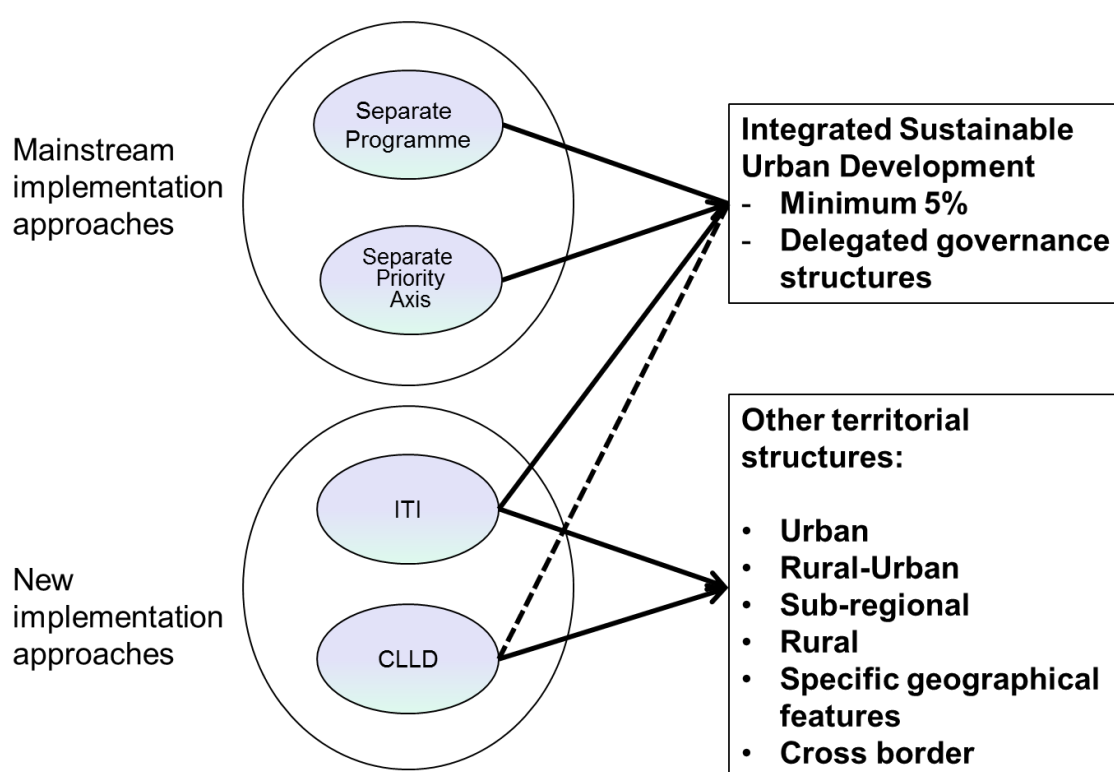 Mainstream
implementation
approaches
Separate
Programme
Separate
Priority
Axis
Integrated Sustainable
Urban Development
- Minimum 5%
- Delegated governance
structures
New
implementation
approaches
ITI
CLLD
Other territorial
structures:
• Urban
• Rural-Urban
• Sub-regional
• Rural
• Specific geographical
features
• Cross border